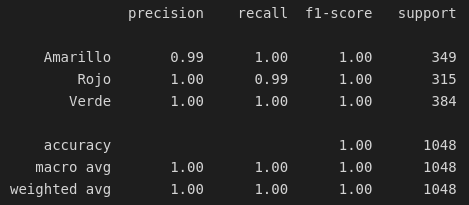 precision recall f1-score support
Amarillo 0.99 1.00 1.00 349
Rojo 1.00 0.99 1.00 315
Verde 1.00 1.00 1.00 384
accuracy 1.00 1048
macro avg 1.00 1.00 1.00 1048
weighted avg 1.00 1.00 1.00 1048